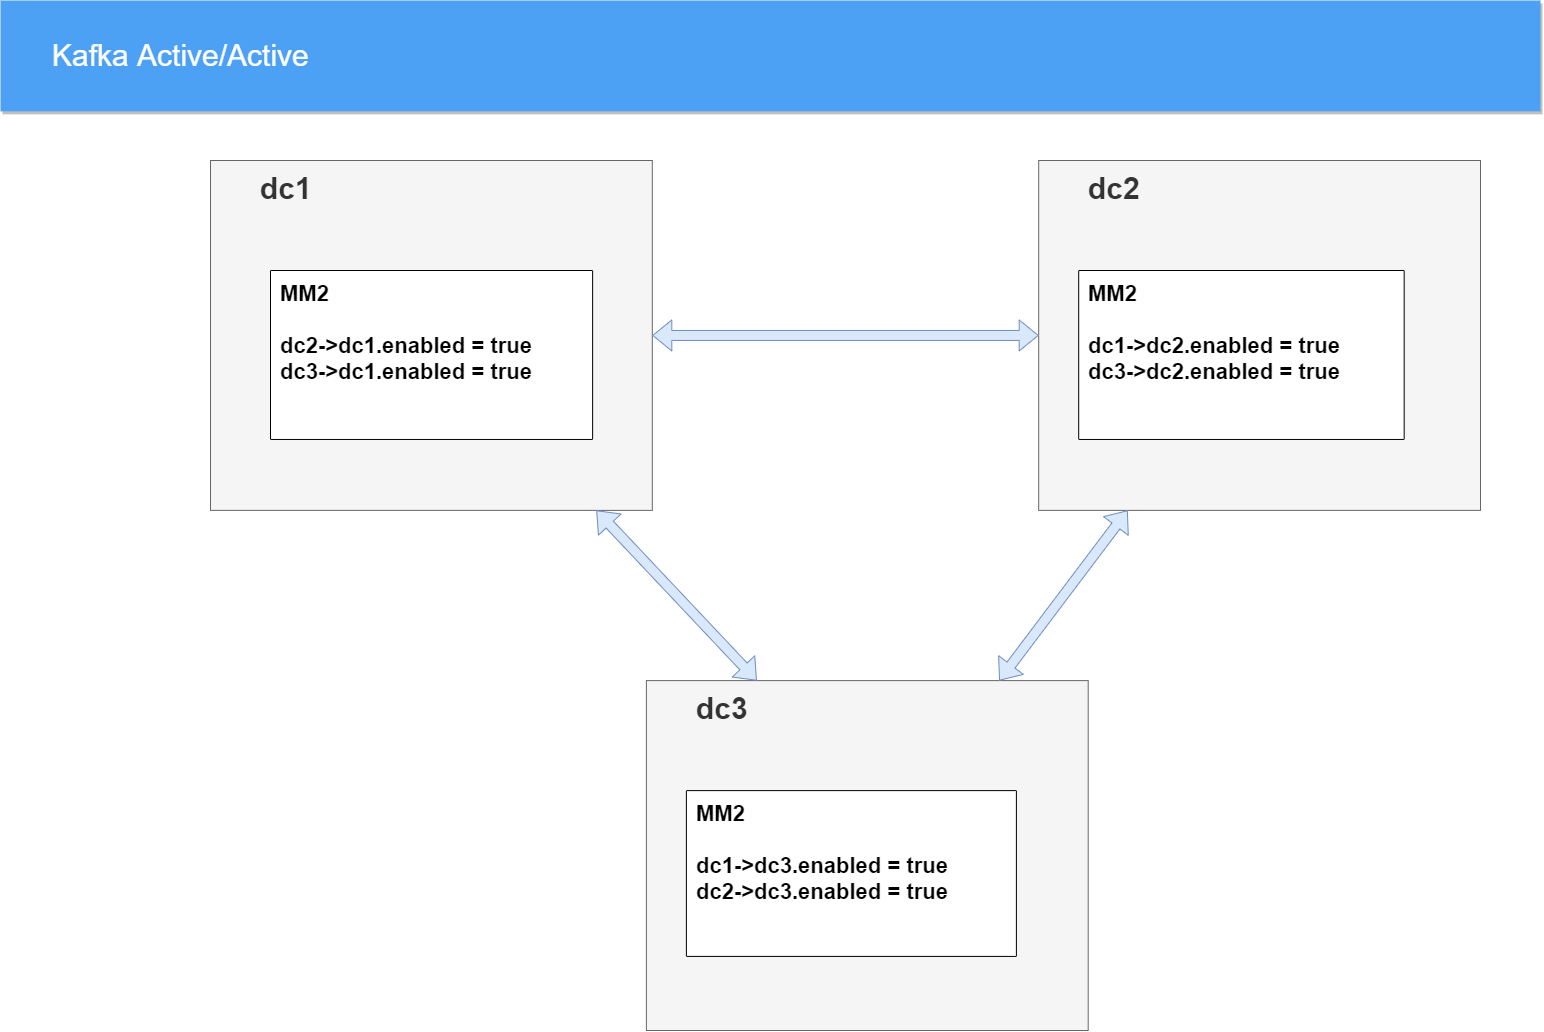 Kafka Active/Active
dc1
MM2
dc2->dc1.enabled = true
dc3->dc1.enabled = true
dc2
MM2
dc1->dc2.enabled = true
dc3->dc2.enabled = true
dc3
MM2
dc1->dc3.enabled = true
dc2->dc3.enabled = true